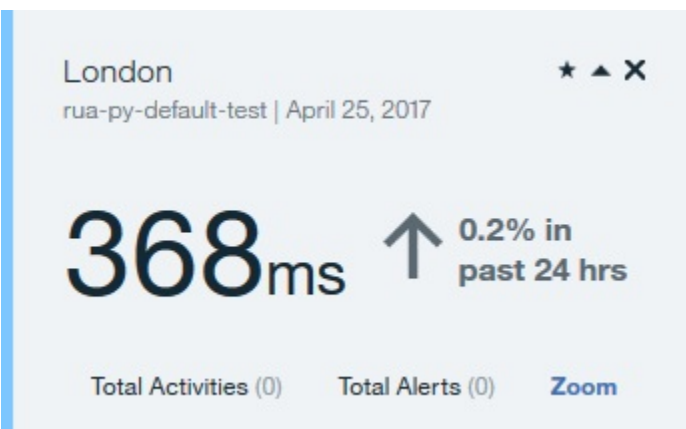 London
rua-py-default-test | April 25, 2017
368ms
0.2% in
past 24 hrs
Total Activities (0) Total Alerts (0) Zoom